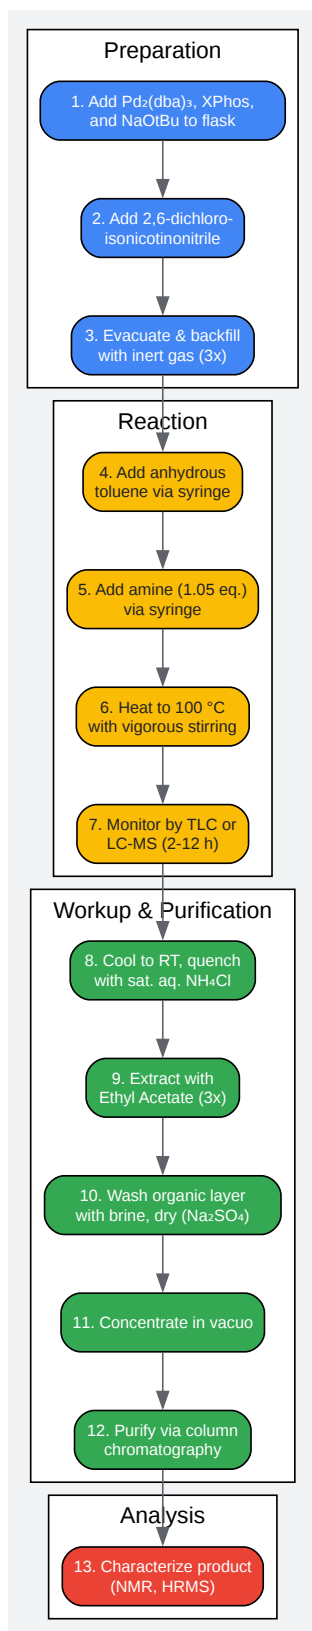 Preparation
1. Add Pd₂(dba)₃, XPhos,
and NaOtBu to flask
2. Add 2,6-dichloro-
isonicotinonitrile
3. Evacuate & backfill
with inert gas (3x)
Reaction
4. Add anhydrous
toluene via syringe
5. Add amine (1.05 eq.)
via syringe
6. Heat to 100 °C
with vigorous stirring
7. Monitor by TLC or
LC-MS (2-12 h)
Workup & Purification
8. Cool to RT, quench
with sat. aq. NH₄Cl
9. Extract with
Ethyl Acetate (3x)
10. Wash organic layer
with brine, dry (Na₂SO₄)
11. Concentrate in vacuo
12. Purify via column
chromatography
Analysis
13. Characterize product
(NMR, HRMS)